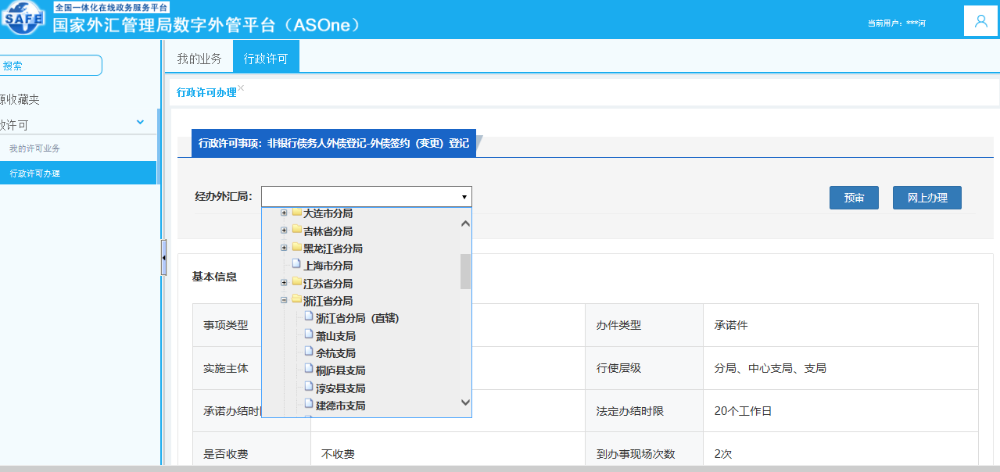 全国一体化在线政务服务平台
SAFE
国家外汇管理局数字外管平台（ASOne）
当前用户：***河
搜索
源收藏夹
政许可
我的许可业务
行政许可办理
我的业务
行政许可
行政许可办理
行政许可事项：非银行债务人外债登记-外债签约（变更）登记
经办外汇局：
预审
网上办理
大连市分局
吉林省分局
黑龙江省分局
上海市分局
江苏省分局
浙江省分局
浙江省分局（直辖）
萧山支局
余杭支局
桐庐县支局
淳安县支局
建德市支局
基本信息
事项类型
办件类型 承诺件
实施主体
行使层级 分局、中心支局、支局
承诺办结时
法定办结时限 20个工作日
是否收费 不收费
到办事现场次数 2次